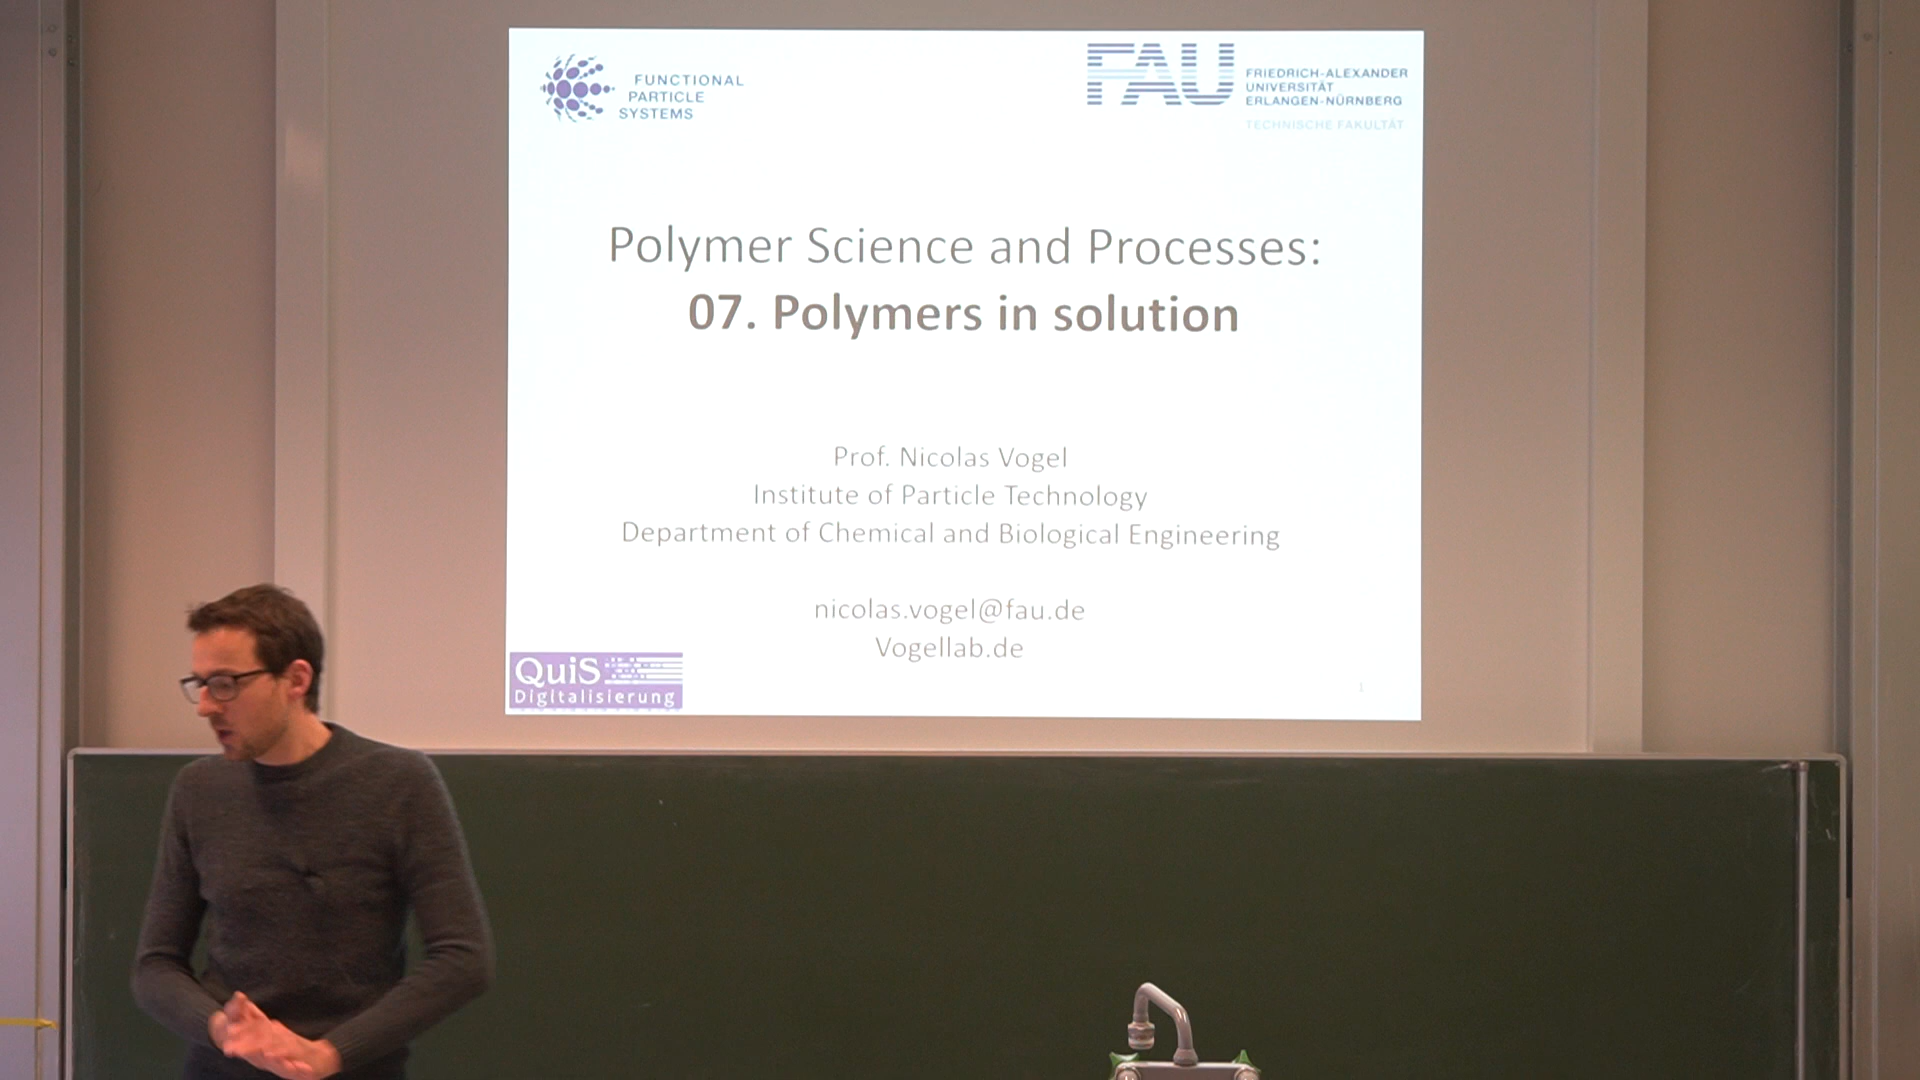 FUNCTIONAL
PARTICLE
SYSTEMS
FAU
FRIEDRICH-ALEXANDER
UNIVERSITÄT
ERLANGEN-NÜRNBERG
TECHNISCHE FAKULTÄT
Polymer Science and Processes:
07. Polymers in solution
Prof. Nicolas Vogel
Institute of Particle Technology
Department of Chemical and Biological Engineering
nicolas.vogel@fau.de
Vogellab.de
QuiS
Digitalisierung
1